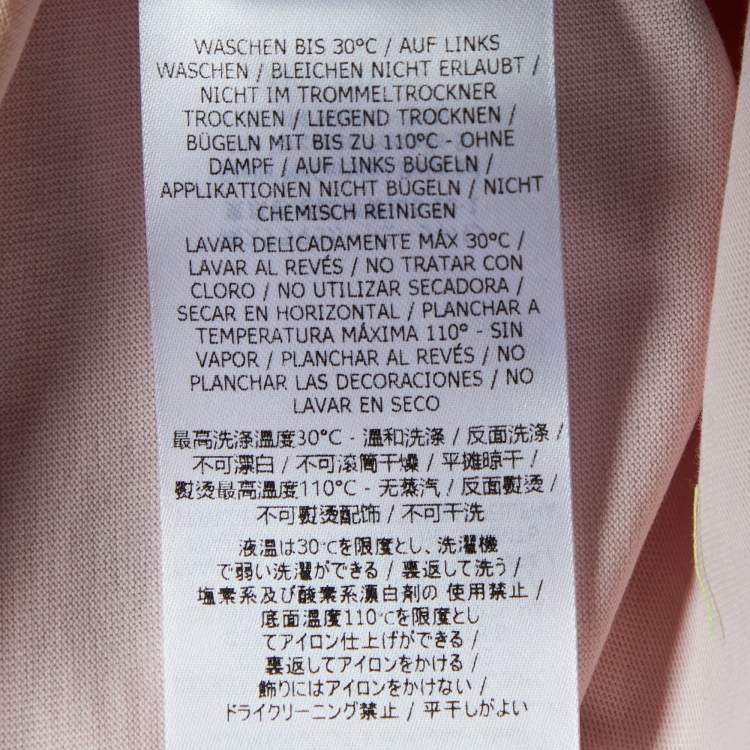 WASCHEN BIS 30°C / AUF LINKS
WASCHEN / BLEICHEN NICHT ERLAUBT /
NICHT IM TROMMELTROCKNER
TROCKNEN / LIEGEND TROCKNEN /
BÜGELN MIT BIS ZU 110°C - OHNE
DAMPF / AUF LINKS BÜGELN /
APPLIKATIONEN NICHT BÜGELN / NICHT
CHEMISCH REINIGEN
LAVAR DELICADAMENTE MÁX 30°C /
LAVAR AL REVÉS / NO TRATAR CON
CLORO / NO UTILIZAR SECADORA /
SECAR EN HORIZONTAL / PLANCHAR A
TEMPERATURA MÁXIMA 110° - SIN
VAPOR / PLANCHAR AL REVÉS / NO
PLANCHAR LAS DECORACIONES / NO
LAVAR EN SECO
最高洗涤温度30°C - 温和洗涤 / 反面洗涤 /
不可漂白 / 不可滚筒干燥 / 平摊晾干 /
熨烫最高温度110°C - 无蒸汽 / 反面熨烫 /
不可熨烫配饰 / 不可干洗
液温は30℃を限度とし、洗濯機
で弱い洗濯ができる / 裏返して洗う /
塩素系及び酸素系漂白剤の 使用禁止 /
底面温度110℃を限度とし
てアイロン仕上げができる /
裏返してアイロンをかける /
飾りにはアイロンをかけない /
ドライクリーニング禁止 / 平干しがよい